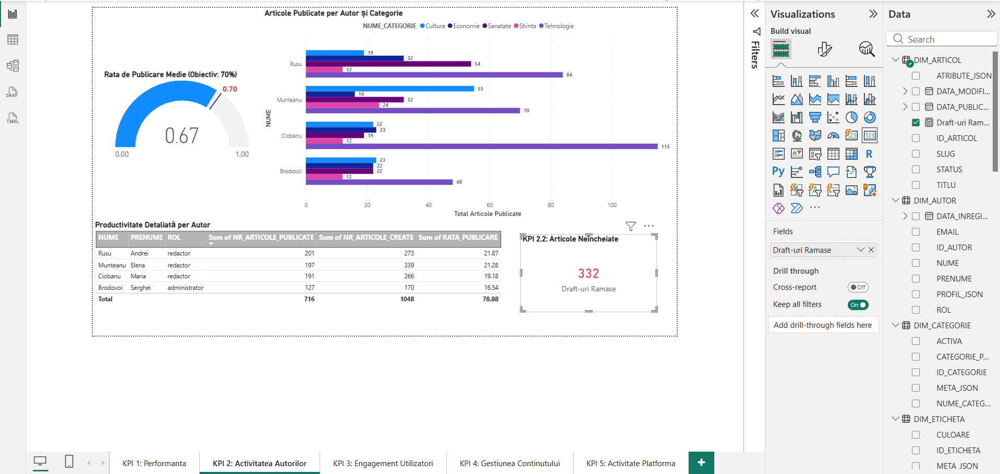 Articole Publicate per Autor și Categorie
NUME_CATEGORIE Cultura Economie Sanatate Stiinta Tehnologie
Rata de Publicare Medie (Obiectiv: 70%)
0.70
0.67
0.00 1.00
NUME
Rusu
19
32
54
12
84
Munteanu
55
16
32
24
70
Ciobanu
22
23
19
12
115
Brodovoi
23
22
22
12
48
0 20 40 60 80 100
Total Articole Publicate
Productivitate Detaliată per Autor
NUME PRENUME ROL Sum of NR_ARTICOLE_PUBLICATE Sum of NR_ARTICOLE_CREATE Sum of RATA_PUBLICARE
Rusu Andrei redactor 201 273 21.87
Munteanu Elena redactor 197 339 21.28
Ciobanu Maria redactor 191 266 19.18
Brodovoi Serghei administrator 127 170 16.54
Total 716 1048 78.88
KPI 2.2: Articole Neîncheiate
332
Draft-uri Ramase
KPI 1: Performanta
KPI 2: Activitatea Autorilor
KPI 3: Engagement Utilizatori
KPI 4: Gestiunea Continutului
KPI 5: Activitate Platforma
+
DAX
TMDL
Filters
Visualizations
Build visual
123
123
R
Py
...
Fields
Draft-uri Ramase
Drill through
Cross-report Off
Keep all filters On
Add drill-through fields here
Data
Search
DIM_ARTICOL
ATRIBUTE_JSON
DATA_MODIFI...
DATA_PUBLIC...
Draft-uri Ram...
ID_ARTICOL
SLUG
STATUS
TITLU
DIM_AUTOR
DATA_INREGI...
EMAIL
ID_AUTOR
NUME
PRENUME
PROFIL_JSON
ROL
DIM_CATEGORIE
ACTIVA
CATEGORIE_P...
ID_CATEGORIE
META_JSON
NUME_CATEG...
DIM_ETICHETA
CULOARE
ID_ETICHETA
META_JSON